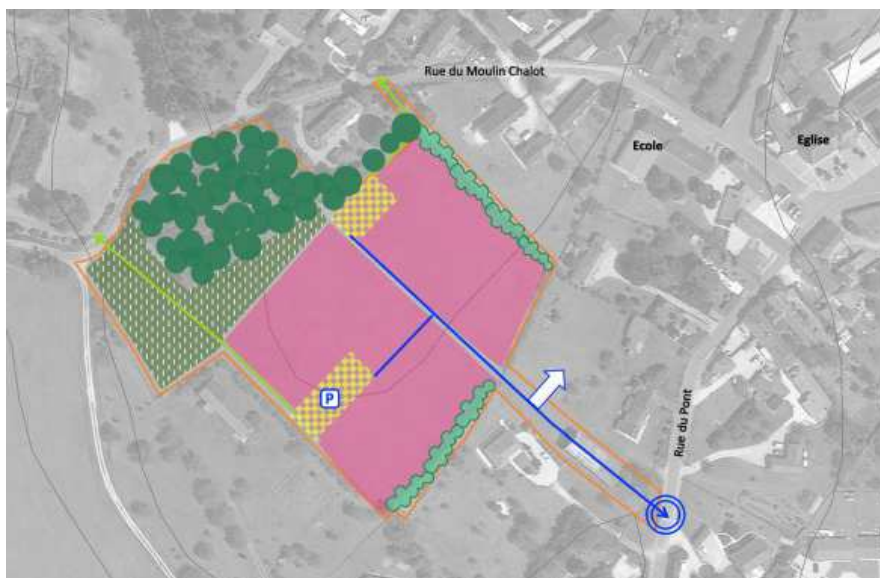 Rue du Moulin Chalot
Ecole
Eglise
P
Rue du Pont